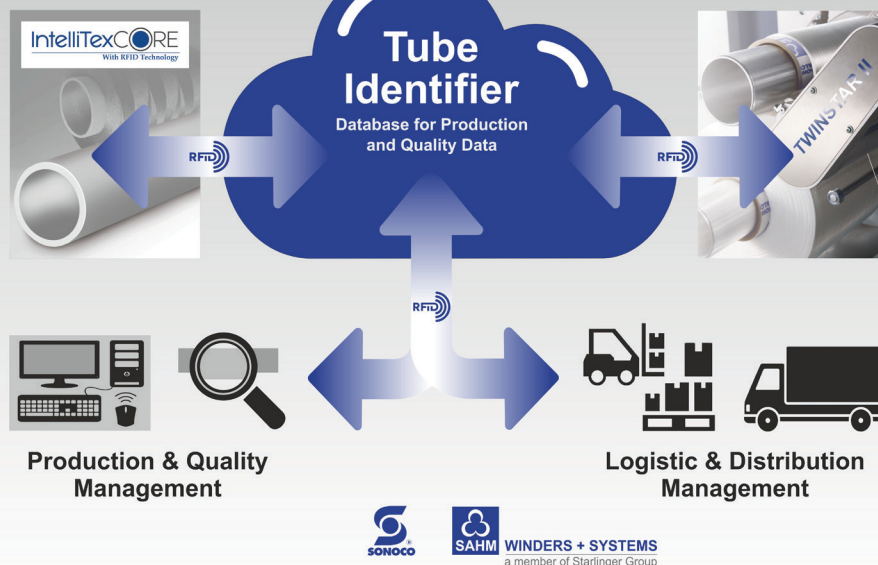 IntelliTexCORE
With RFID Technology
Tube
Identifier
Database for Production
and Quality Data
TWINSTAR II
RFID
RFID
RFID
Production & Quality
Management
Logistic & Distribution
Management
SONOCO
SAHM
WINDERS + SYSTEMS
a member of Starlinger Group